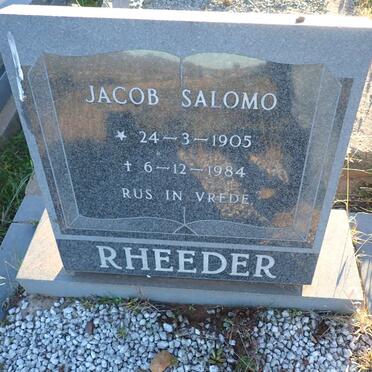 JACOB SALOMO
* 24-3-1905
† 6-12-1984
RUS IN VREDE
RHEEDER